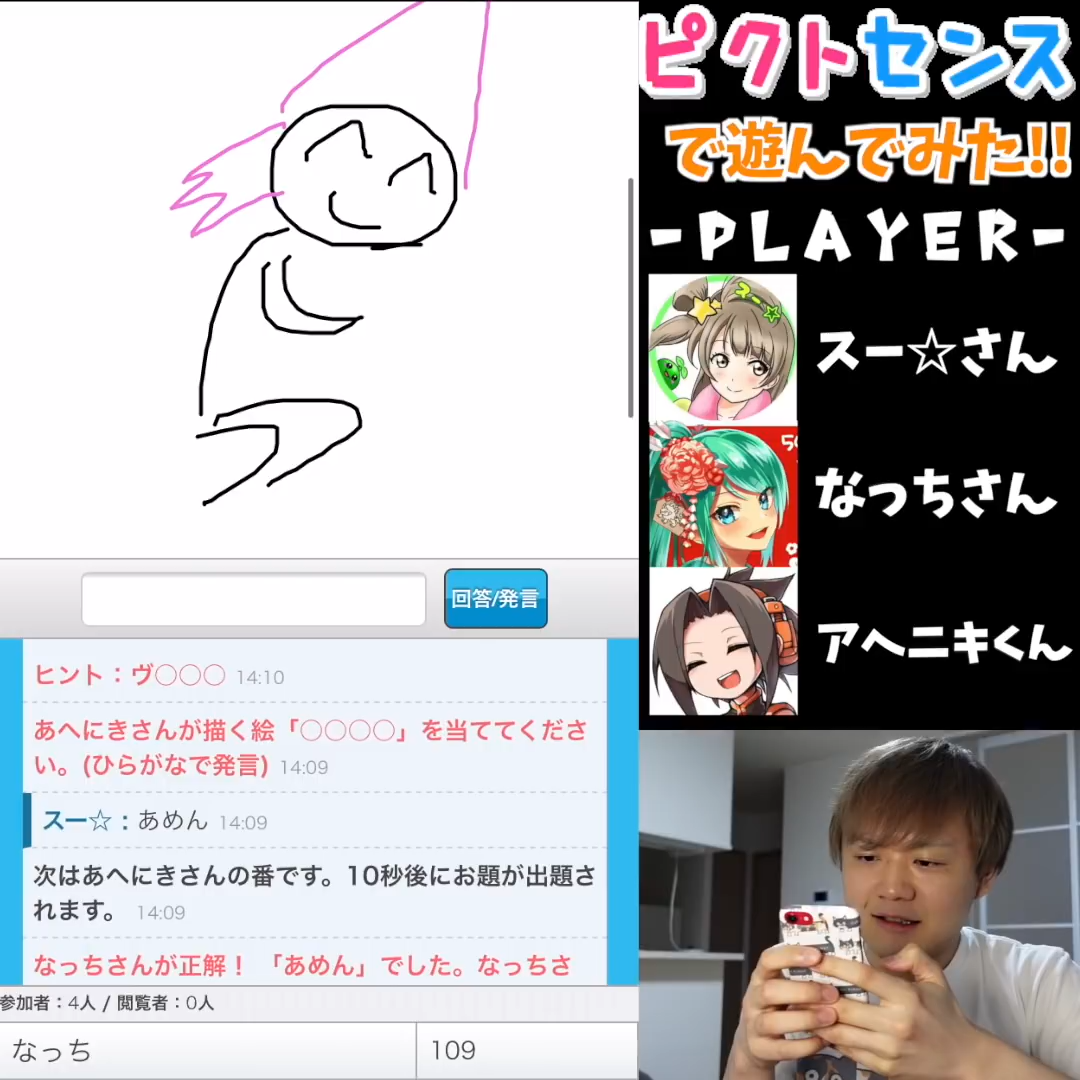 ピクトセンス
で遊んでみた!!
-PLAYER-
スー☆さん
なっちさん
アヘニキくん
回答/発言
ヒント：ヴ○○○ 14:10
あへにきさんが描く絵「○○○○」を当ててくださ
い。(ひらがなで発言) 14:09
スー☆：あめん 14:09
次はあへにきさんの番です。10秒後にお題が出題さ
れます。 14:09
なっちさんが正解！ 「あめん」でした。なっちさ
参加者：4人 / 閲覧者：0人
なっち 109